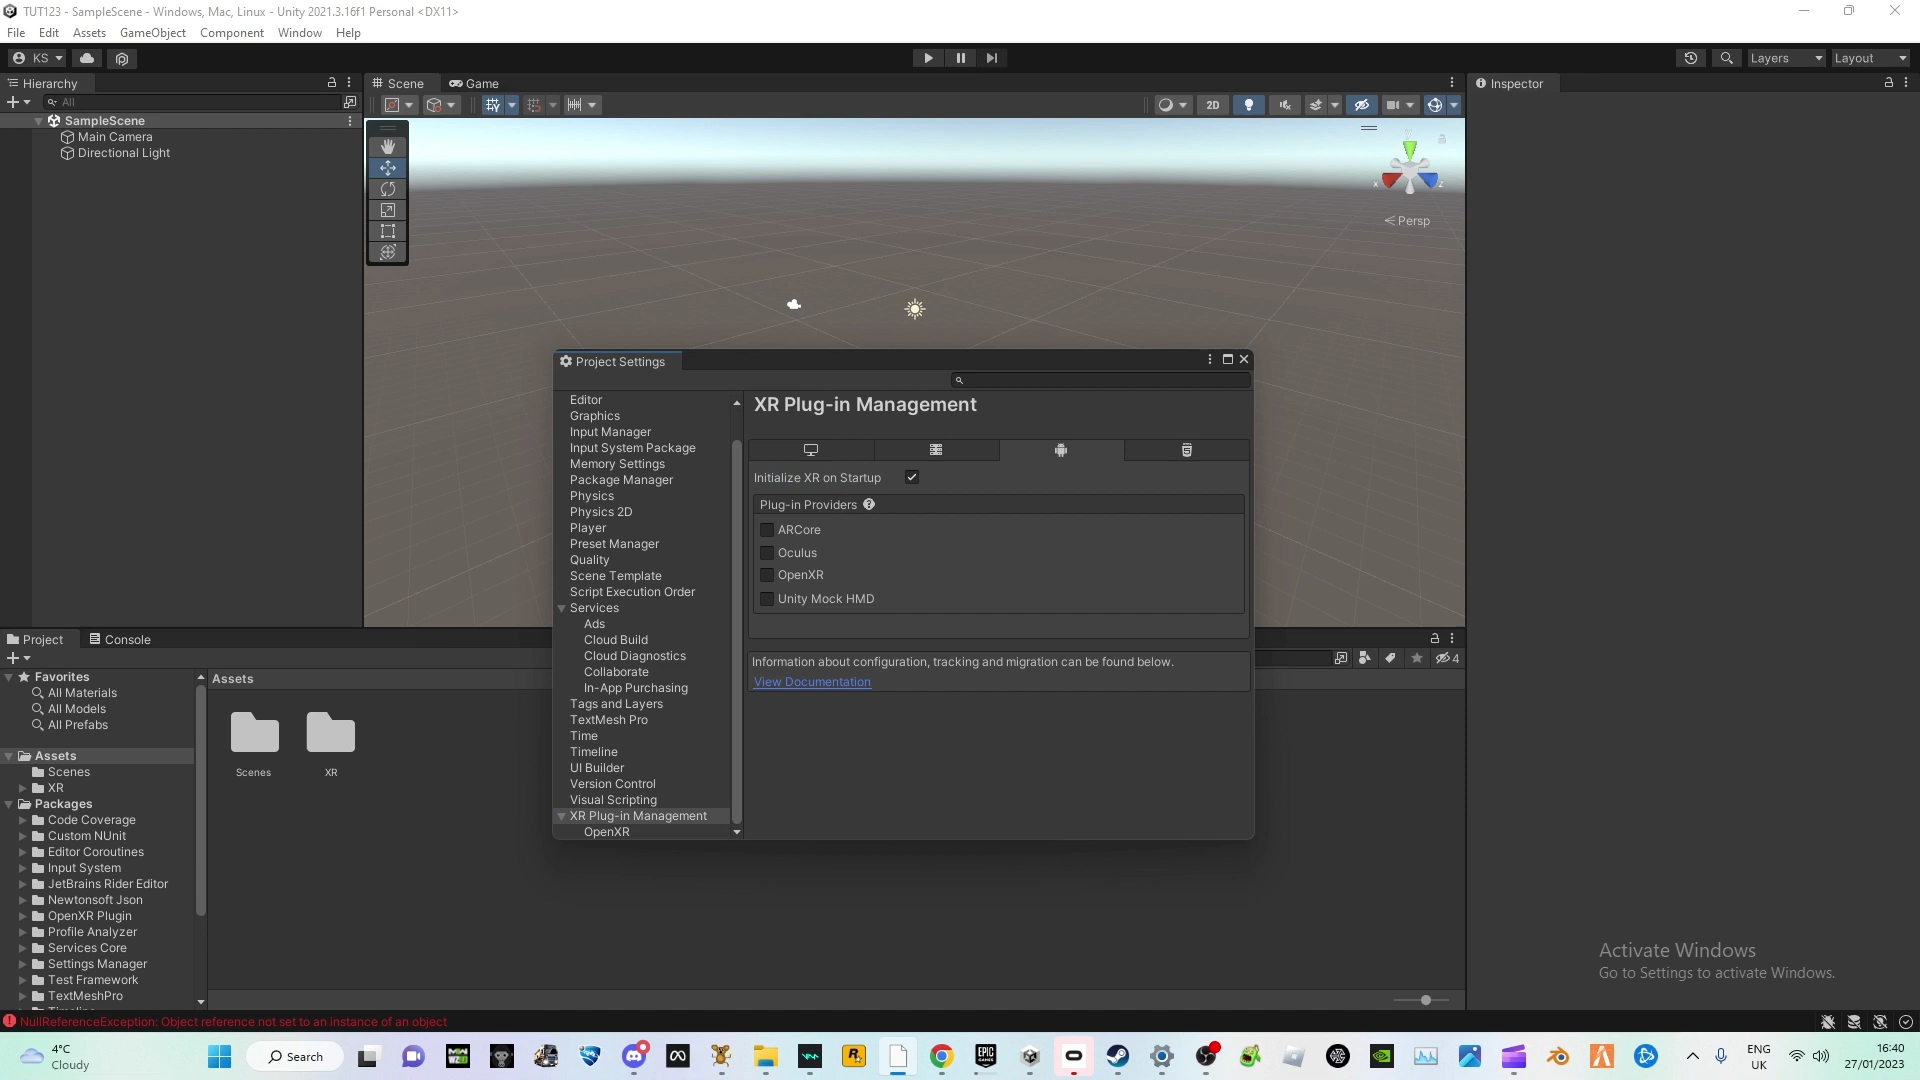 TUT123 - SampleScene - Windows, Mac, Linux - Unity 2021.3.16f1 Personal <DX11>
File Edit Assets GameObject Component Window Help
KS Layers Layout
Hierarchy
All
SampleScene
Main Camera
Directional Light
Scene Game
2D
y
x z
Persp
Inspector
Project Settings
Editor
Graphics
Input Manager
Input System Package
Memory Settings
Package Manager
Physics
Physics 2D
Player
Preset Manager
Quality
Scene Template
Script Execution Order
Services
Ads
Cloud Build
Cloud Diagnostics
Collaborate
In-App Purchasing
Tags and Layers
TextMesh Pro
Time
Timeline
UI Builder
Version Control
Visual Scripting
XR Plug-in Management
OpenXR
XR Plug-in Management
Initialize XR on Startup
Plug-in Providers
ARCore
Oculus
OpenXR
Unity Mock HMD
Information about configuration, tracking and migration can be found below.
View Documentation
Project Console
4
Favorites
All Materials
All Models
All Prefabs
Assets
Scenes
XR
Packages
Code Coverage
Custom NUnit
Editor Coroutines
Input System
JetBrains Rider Editor
Newtonsoft Json
OpenXR Plugin
Profile Analyzer
Services Core
Settings Manager
Test Framework
TextMeshPro
Timeline
Assets
Scenes XR
Activate Windows
Go to Settings to activate Windows.
NullReferenceException: Object reference not set to an instance of an object
4°C
Cloudy
Search
EPIC
GAMES
ENG
UK
16:40
27/01/2023